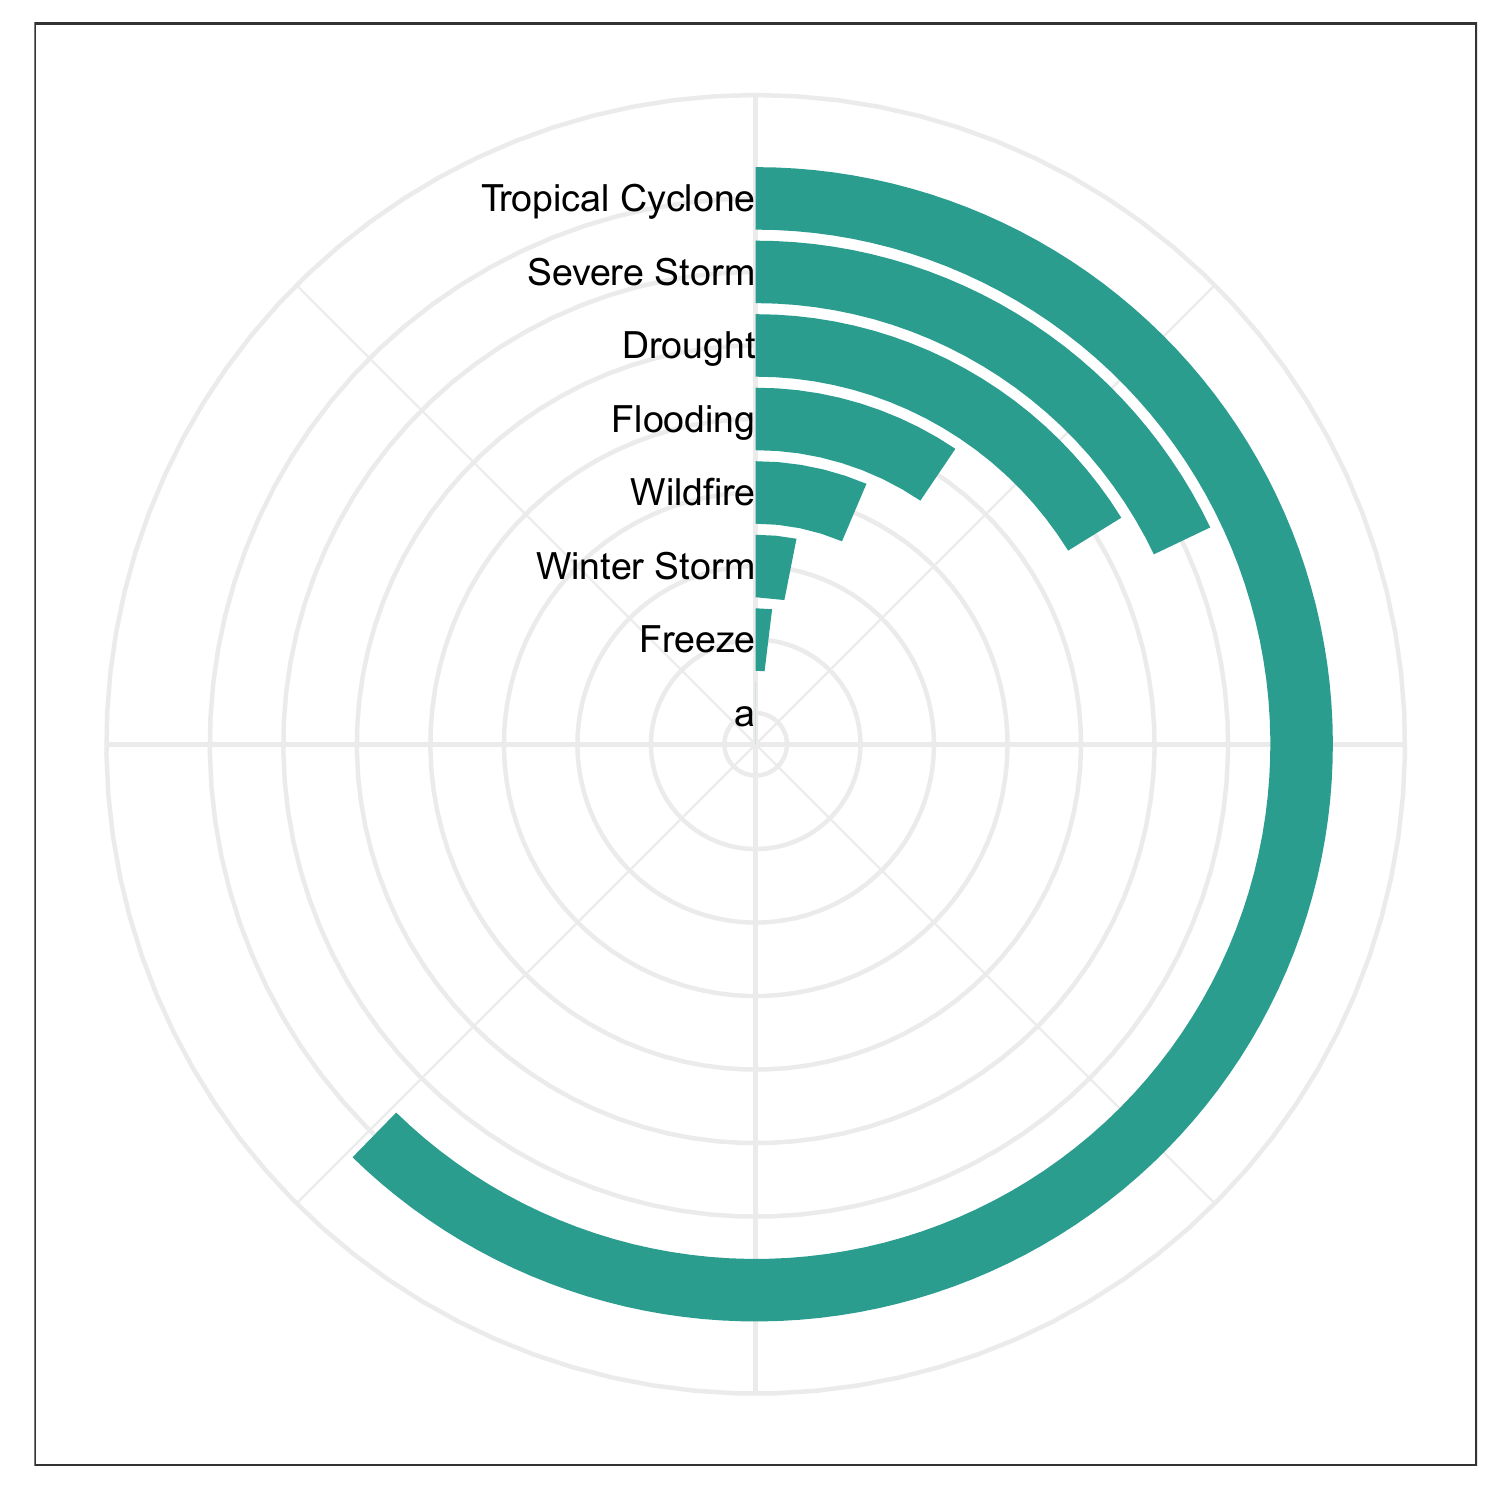 Tropical Cyclone
Severe Storm
Drought
Flooding
Wildfire
Winter Storm
Freeze
a